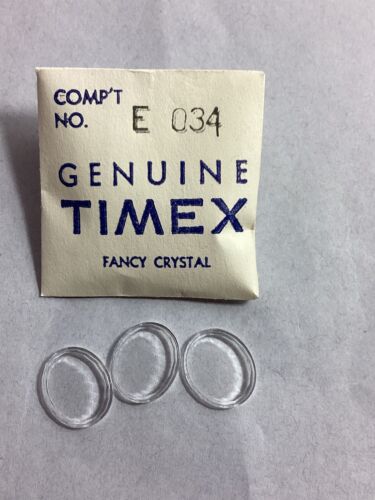 COMP'T
NO. E 034
GENUINE
TIMEX
FANCY CRYSTAL